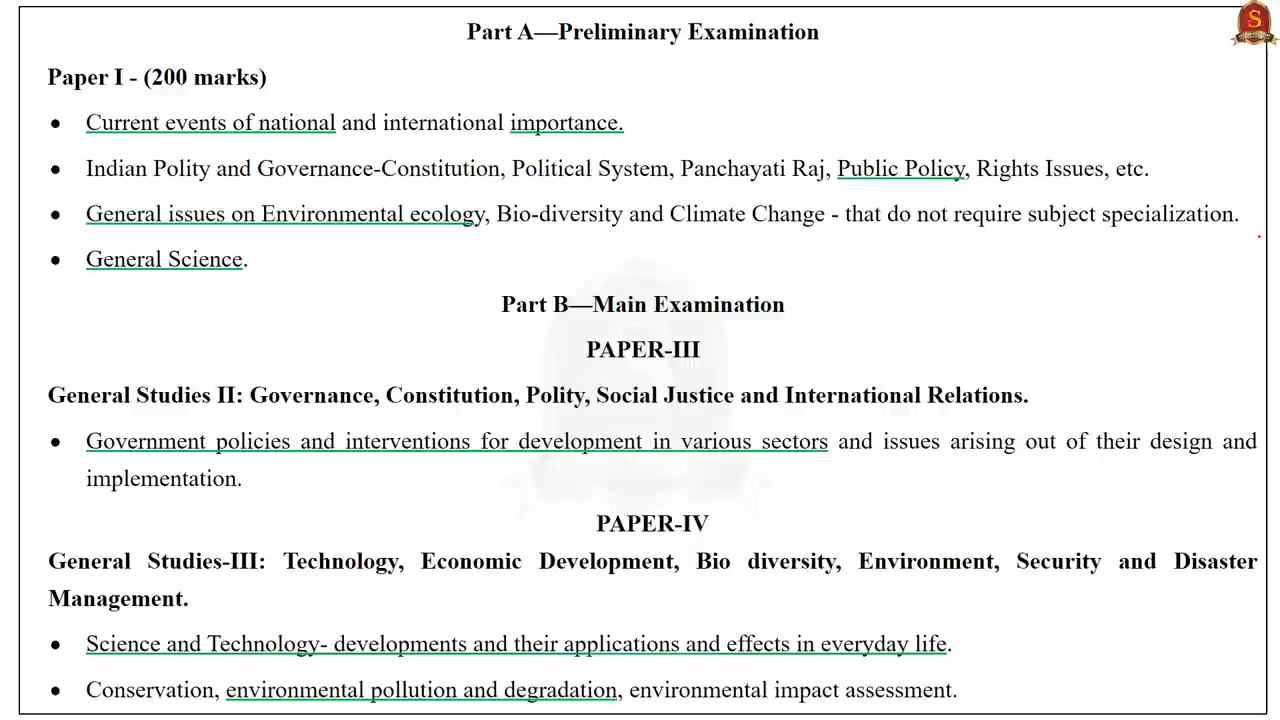 Part A—Preliminary Examination
Paper I - (200 marks)
• Current events of national and international importance.
• Indian Polity and Governance-Constitution, Political System, Panchayati Raj, Public Policy, Rights Issues, etc.
• General issues on Environmental ecology, Bio-diversity and Climate Change - that do not require subject specialization.
• General Science.
Part B—Main Examination
PAPER-III
General Studies II: Governance, Constitution, Polity, Social Justice and International Relations.
• Government policies and interventions for development in various sectors and issues arising out of their design and
implementation.
PAPER-IV
General Studies-III: Technology, Economic Development, Bio diversity, Environment, Security and Disaster
Management.
• Science and Technology- developments and their applications and effects in everyday life.
• Conservation, environmental pollution and degradation, environmental impact assessment.